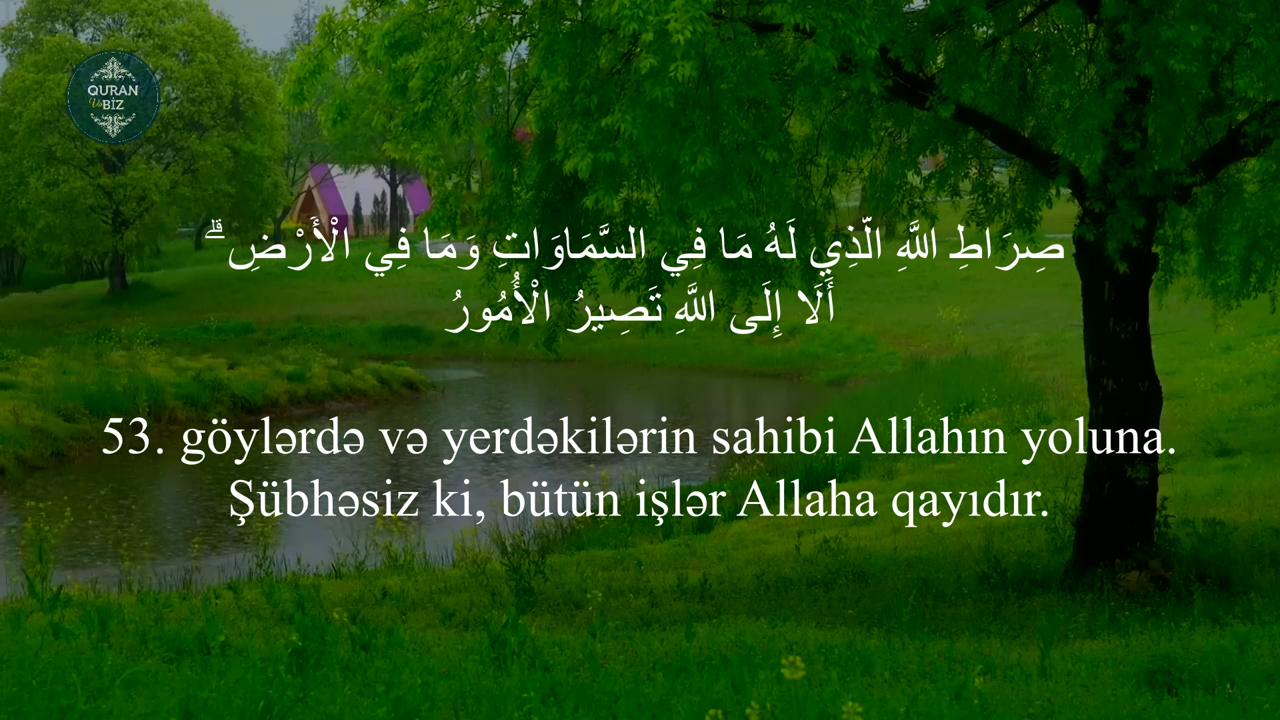 QURAN
Və BİZ
صِرَاطِ اللَّهِ الَّذِي لَهُ مَا فِي السَّمَاوَاتِ وَمَا فِي الْأَرْضِ ۗ
أَلَا إِلَى اللَّهِ تَصِيرُ الْأُمُورُ
53. göylərdə və yerdəkilərin sahibi Allahın yoluna.
Şübhəsiz ki, bütün işlər Allaha qayıdır.